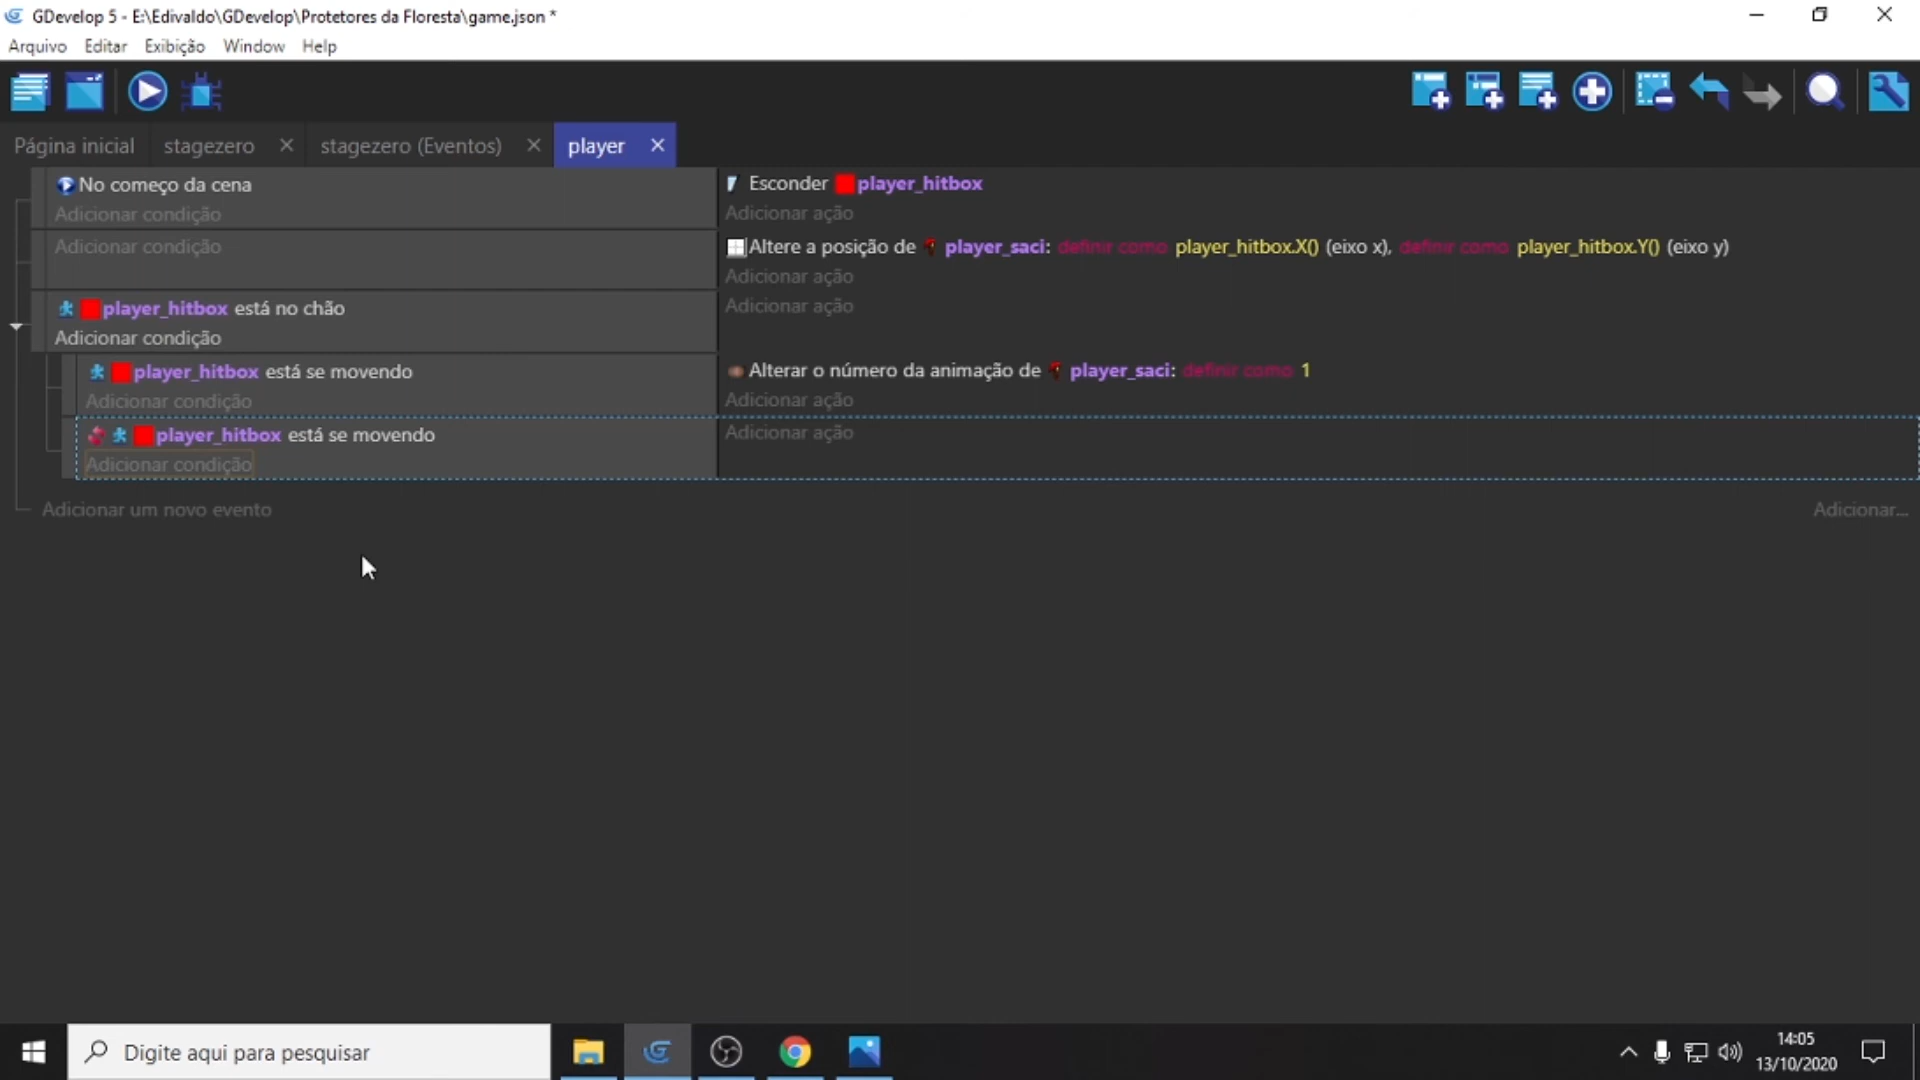 GDevelop 5 - E:\Edivaldo\GDevelop\Protetores da Floresta\game.json *
Arquivo Editar Exibição Window Help
Página inicial stagezero stagezero (Eventos) player
No começo da cena
Adicionar condição
Esconder player_hitbox
Adicionar ação
Adicionar condição
Altere a posição de player_saci: definir como player_hitbox.X() (eixo x), definir como player_hitbox.Y() (eixo y)
Adicionar ação
player_hitbox está no chão
Adicionar condição
Adicionar ação
player_hitbox está se movendo
Adicionar condição
Alterar o número da animação de player_saci: definir como 1
Adicionar ação
player_hitbox está se movendo
Adicionar condição
Adicionar ação
Adicionar um novo evento
Adicionar...
Digite aqui para pesquisar
14:05
13/10/2020